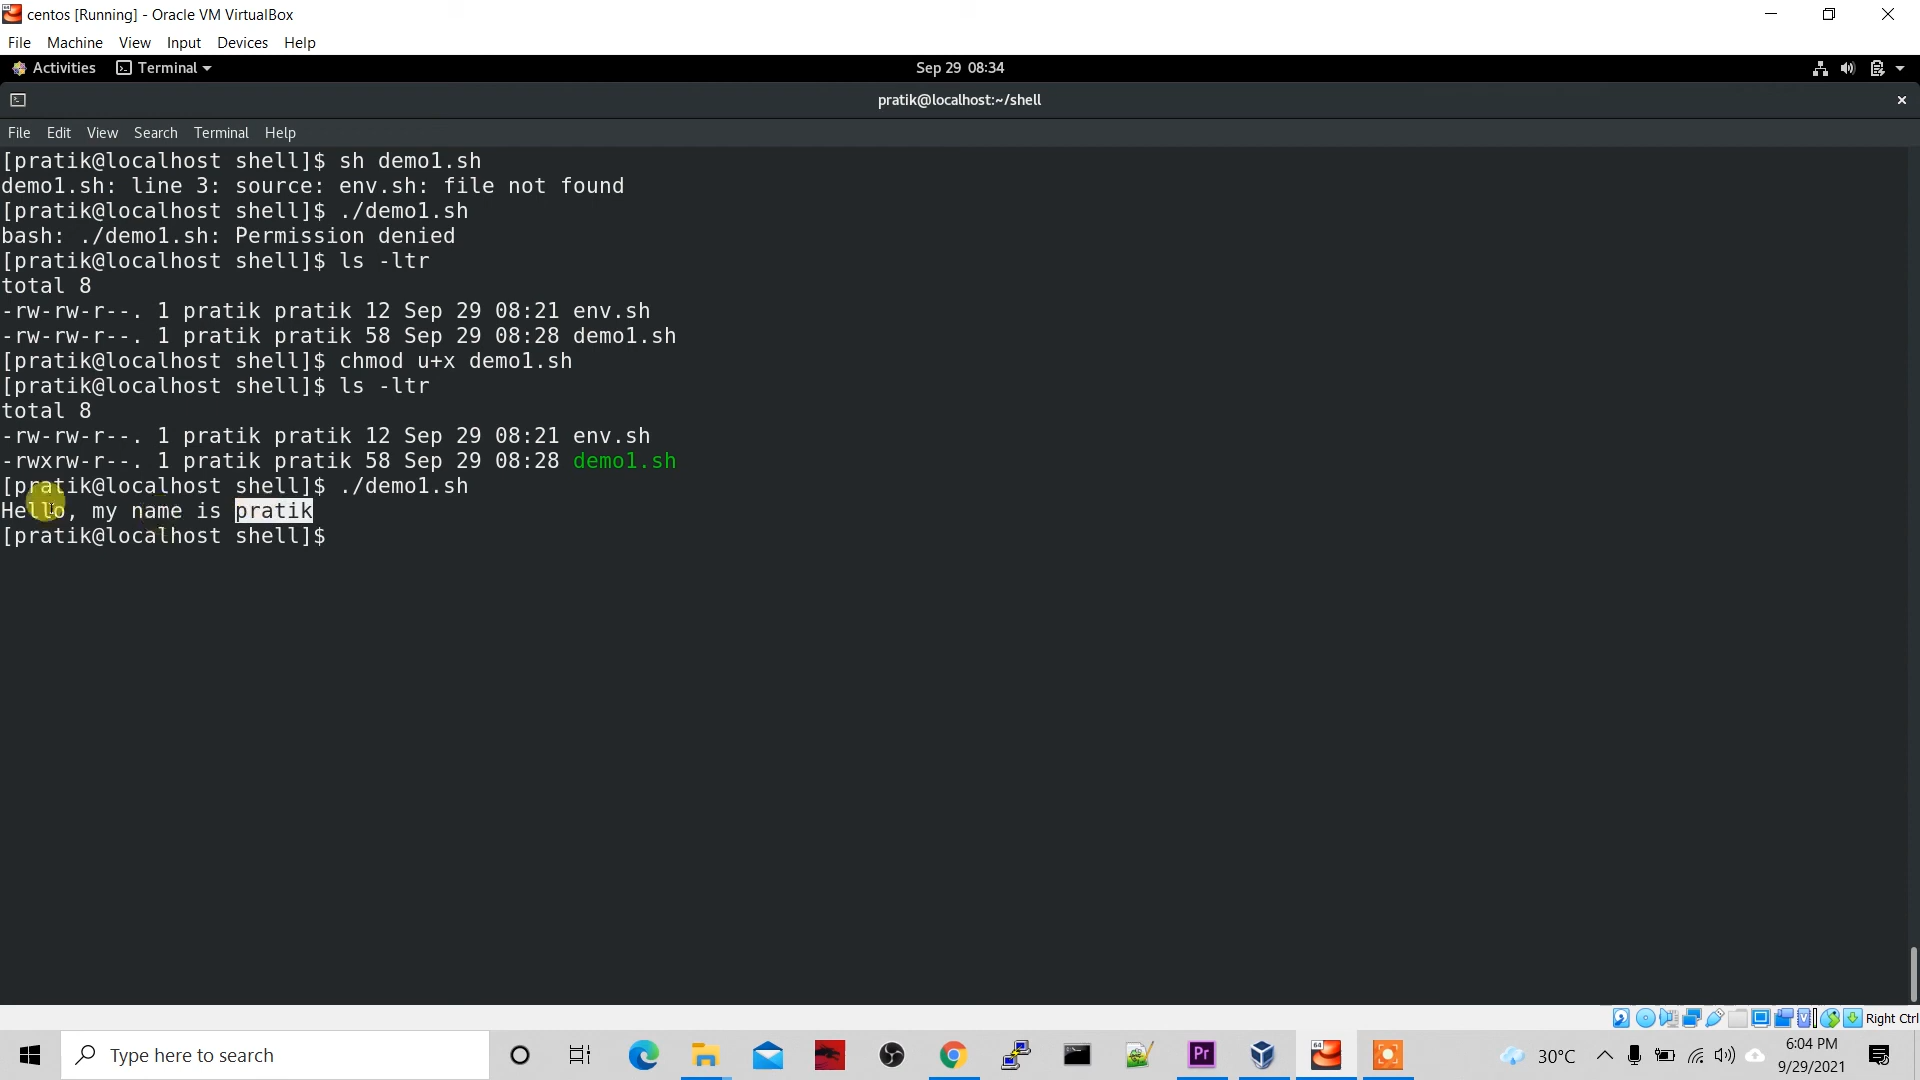 centos [Running] - Oracle VM VirtualBox
File Machine View Input Devices Help
Activities Terminal Sep 29 08:34
pratik@localhost:~/shell
File Edit View Search Terminal Help
[pratik@localhost shell]$ sh demo1.sh
demo1.sh: line 3: source: env.sh: file not found
[pratik@localhost shell]$ ./demo1.sh
bash: ./demo1.sh: Permission denied
[pratik@localhost shell]$ ls -ltr
total 8
-rw-rw-r--. 1 pratik pratik 12 Sep 29 08:21 env.sh
-rw-rw-r--. 1 pratik pratik 58 Sep 29 08:28 demo1.sh
[pratik@localhost shell]$ chmod u+x demo1.sh
[pratik@localhost shell]$ ls -ltr
total 8
-rw-rw-r--. 1 pratik pratik 12 Sep 29 08:21 env.sh
-rwxrw-r--. 1 pratik pratik 58 Sep 29 08:28 demo1.sh
[pratik@localhost shell]$ ./demo1.sh
Hello, my name is pratik
[pratik@localhost shell]$
Right Ctrl
Type here to search
Pr
64
30°C
6:04 PM
9/29/2021